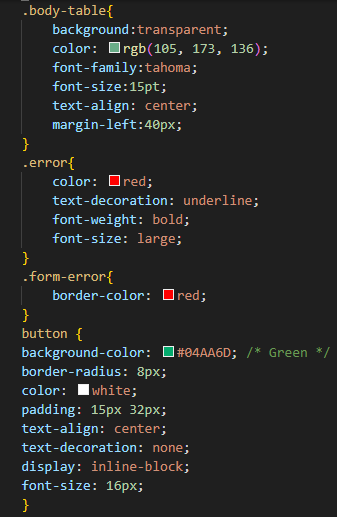 .body-table{
background:transparent;
color: rgb(105, 173, 136);
font-family:tahoma;
font-size:15pt;
text-align: center;
margin-left:40px;
}
.error{
color: red;
text-decoration: underline;
font-weight: bold;
font-size: large;
}
.form-error{
border-color: red;
}
button {
background-color: #04AA6D; /* Green */
border-radius: 8px;
color: white;
padding: 15px 32px;
text-align: center;
text-decoration: none;
display: inline-block;
font-size: 16px;
}